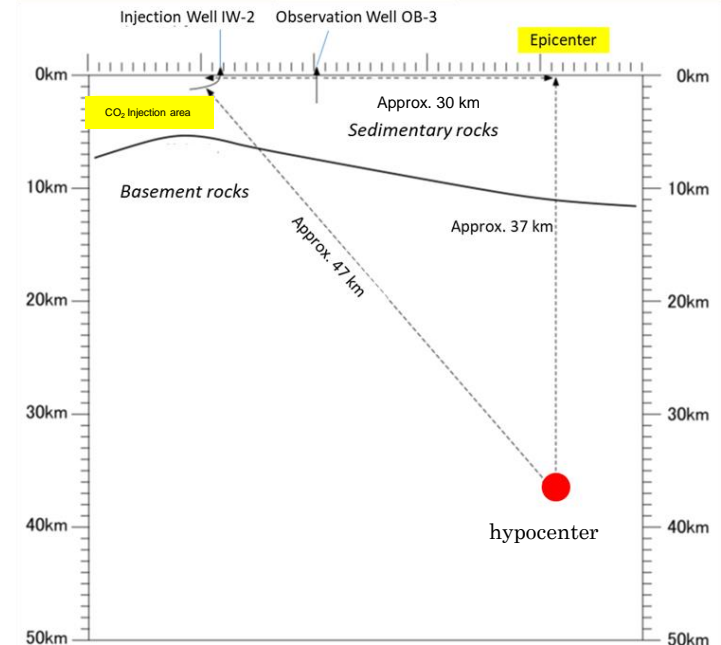 Injection Well IW-2 Observation Well OB-3
Epicenter
0km 0km
CO₂ Injection area
Approx. 30 km
Sedimentary rocks
Basement rocks
10km 10km
Approx. 37 km
Approx. 47 km
20km 20km
30km 30km
hypocenter
40km 40km
50km 50km